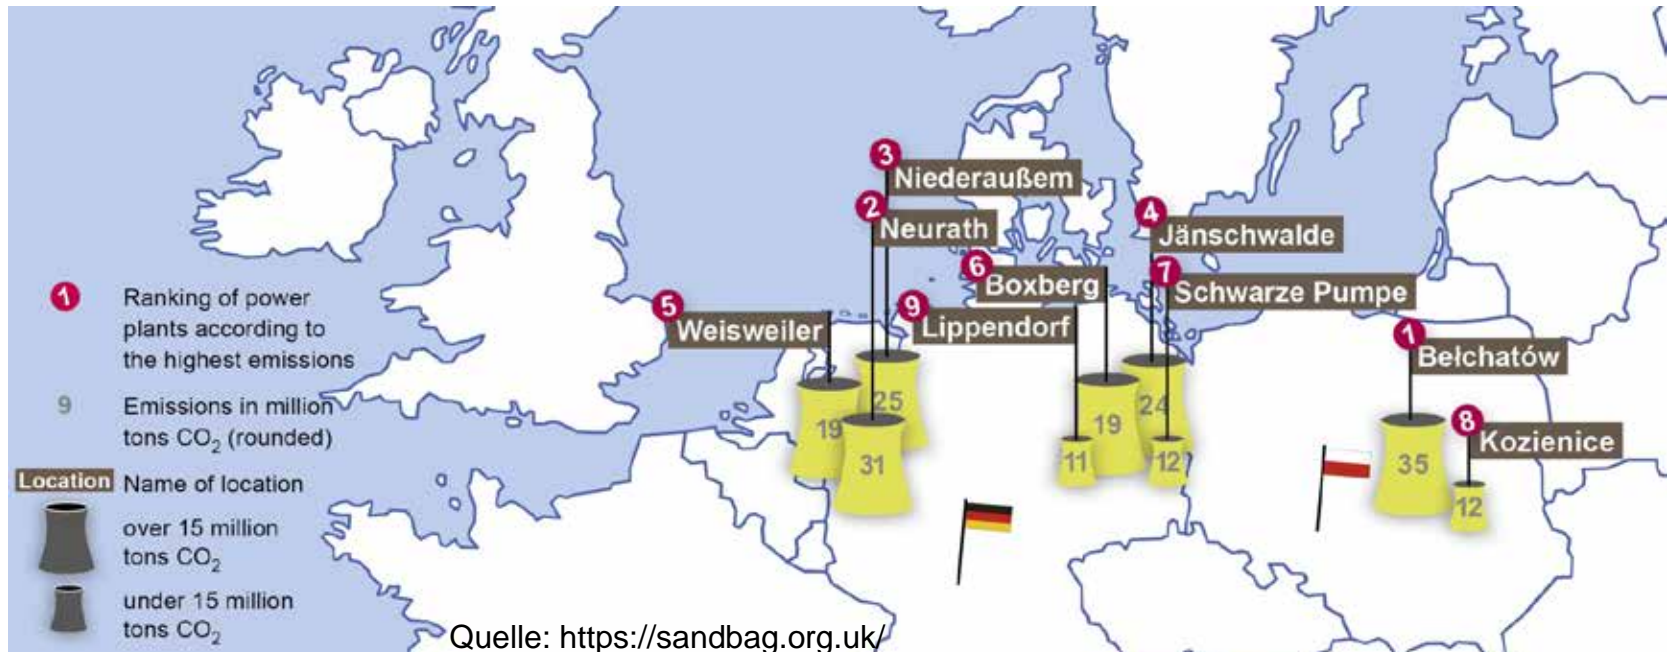 3
Niederaußem
2
Neurath
4
Jänschwalde
6
Boxberg
7
Schwarze Pumpe
5
Weisweiler
9
Lippendorf
1
Bełchatów
8
Kozienice
25
19
31
11
19
24
12
35
12
1 Ranking of power
plants according to
the highest emissions
9 Emissions in million
tons CO₂ (rounded)
Location Name of location
over 15 million
tons CO₂
under 15 million
tons CO₂
Quelle: https://sandbag.org.uk/